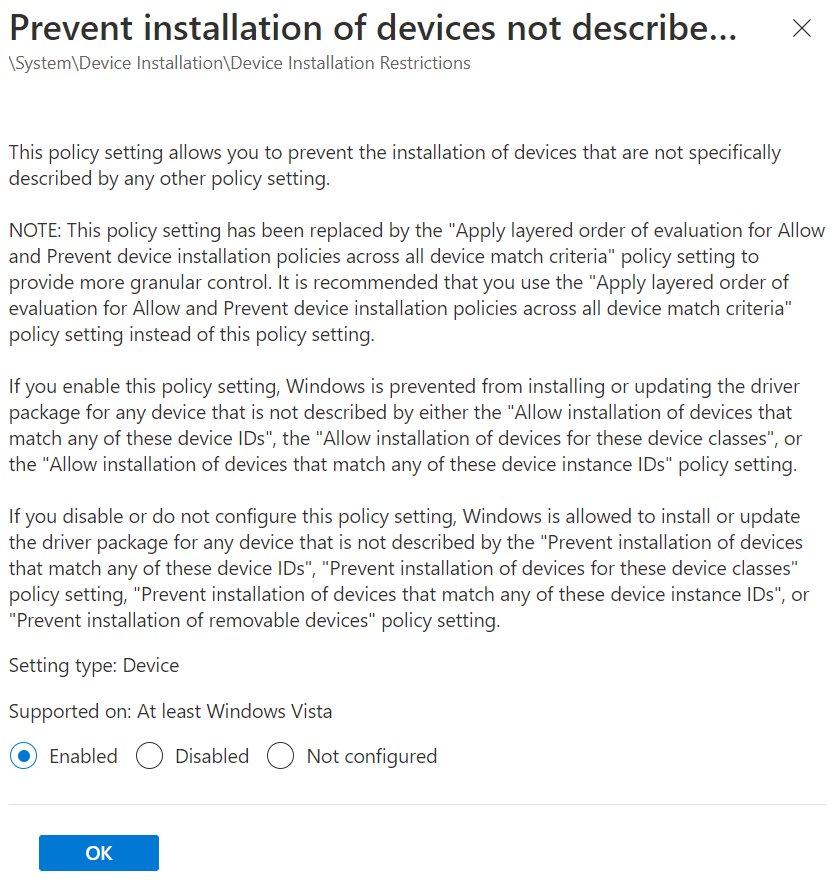 Prevent installation of devices not describe...
\System\Device Installation\Device Installation Restrictions
This policy setting allows you to prevent the installation of devices that are not specifically
described by any other policy setting.
NOTE: This policy setting has been replaced by the "Apply layered order of evaluation for Allow
and Prevent device installation policies across all device match criteria" policy setting to
provide more granular control. It is recommended that you use the "Apply layered order of
evaluation for Allow and Prevent device installation policies across all device match criteria"
policy setting instead of this policy setting.
If you enable this policy setting, Windows is prevented from installing or updating the driver
package for any device that is not described by either the "Allow installation of devices that
match any of these device IDs", the "Allow installation of devices for these device classes", or
the "Allow installation of devices that match any of these device instance IDs" policy setting.
If you disable or do not configure this policy setting, Windows is allowed to install or update
the driver package for any device that is not described by the "Prevent installation of devices
that match any of these device IDs", "Prevent installation of devices for these device classes"
policy setting, "Prevent installation of devices that match any of these device instance IDs", or
"Prevent installation of removable devices" policy setting.
Setting type: Device
Supported on: At least Windows Vista
Enabled Disabled Not configured
OK